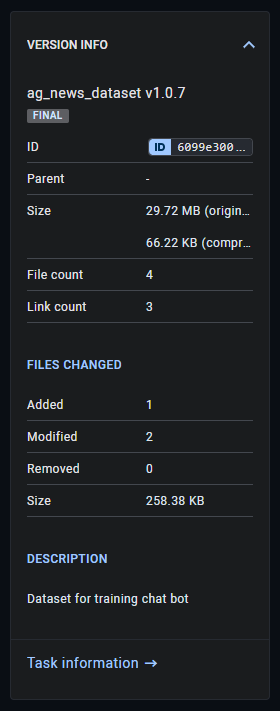 VERSION INFO
ag_news_dataset v1.0.7
FINAL
ID ID 6099e300...
Parent -
Size 29.72 MB (origin...
66.22 KB (compr...
File count 4
Link count 3
FILES CHANGED
Added 1
Modified 2
Removed 0
Size 258.38 KB
DESCRIPTION
Dataset for training chat bot
Task information →